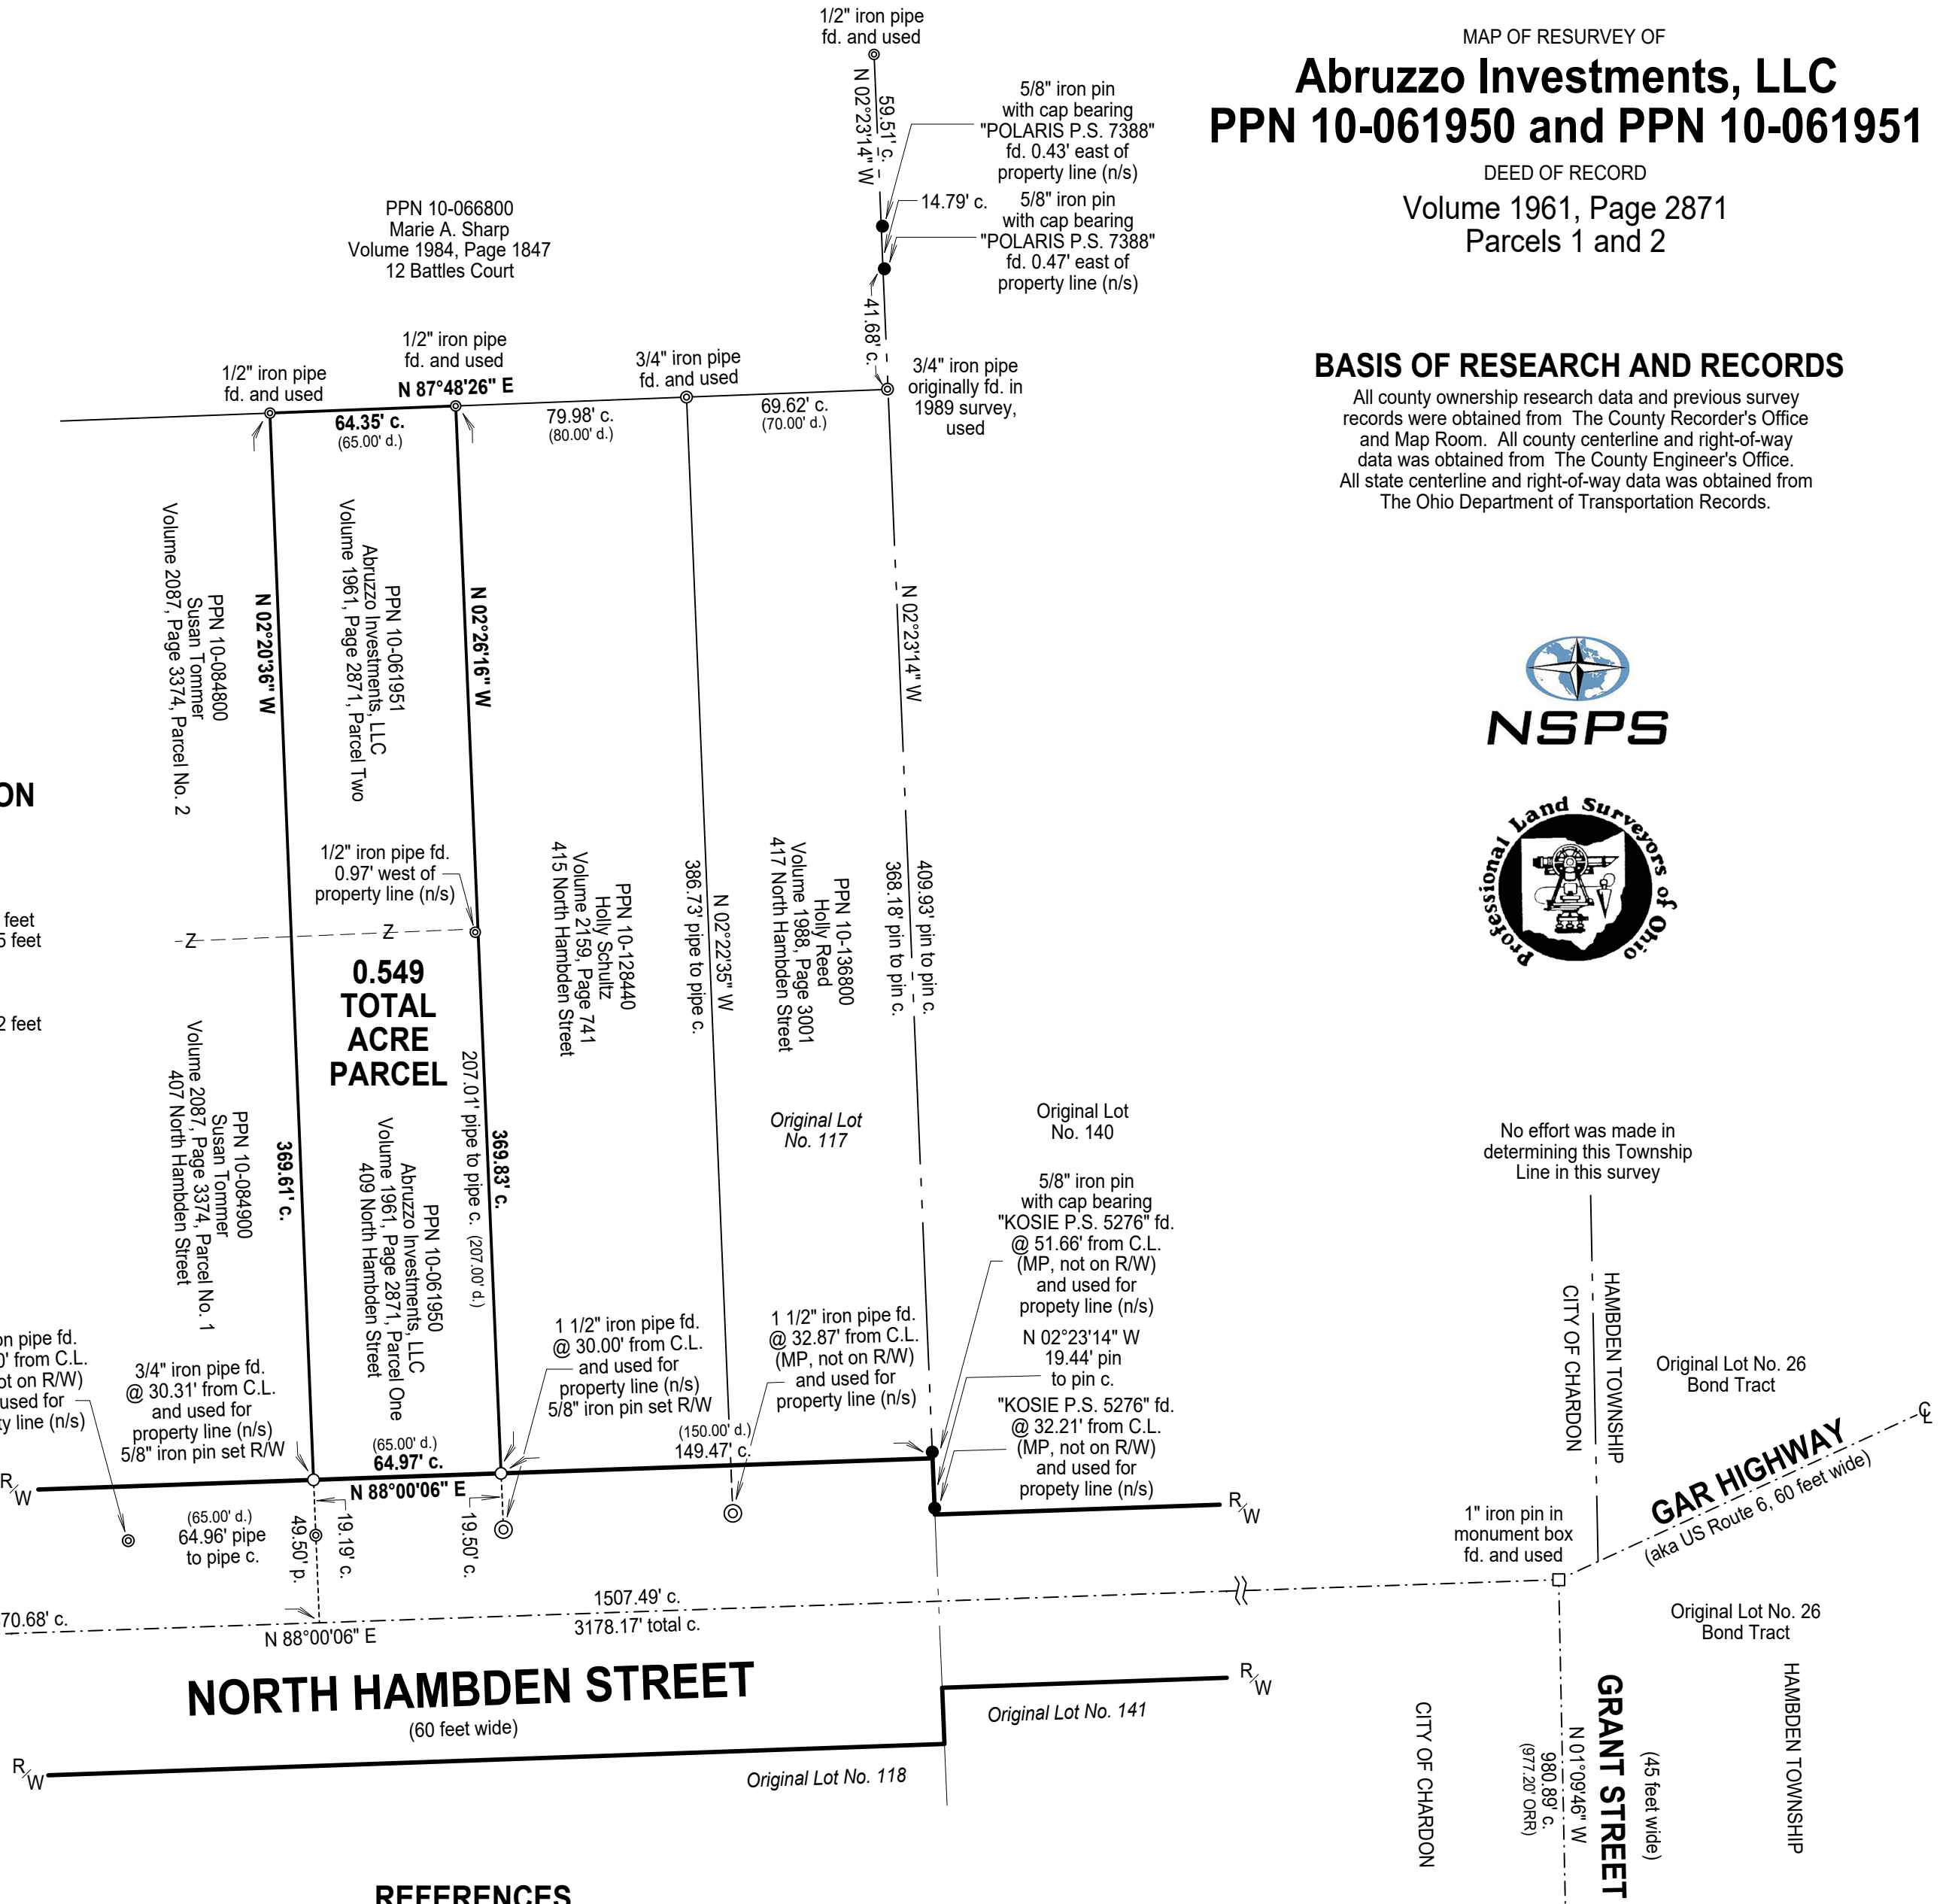 MAP OF RESURVEY OF
Abruzzo Investments, LLC
PPN 10-061950 and PPN 10-061951
DEED OF RECORD
Volume 1961, Page 2871
Parcels 1 and 2
BASIS OF RESEARCH AND RECORDS
All county ownership research data and previous survey
records were obtained from The County Recorder's Office
and Map Room. All county centerline and right-of-way
data was obtained from The County Engineer's Office.
All state centerline and right-of-way data was obtained from
The Ohio Department of Transportation Records.
NSPS
Professional Land Surveyors of Ohio
1/2" iron pipe
fd. and used
N 02°23'14" W
59.51' c.
5/8" iron pin
with cap bearing
"POLARIS P.S. 7388"
fd. 0.43' east of
property line (n/s)
14.79' c.
5/8" iron pin
with cap bearing
"POLARIS P.S. 7388"
fd. 0.47' east of
property line (n/s)
41.68' c.
PPN 10-066800
Marie A. Sharp
Volume 1984, Page 1847
12 Battles Court
1/2" iron pipe
fd. and used
1/2" iron pipe
fd. and used
N 87°48'26" E
3/4" iron pipe
fd. and used
3/4" iron pipe
originally fd. in
1989 survey,
used
64.35' c.
(65.00' d.)
79.98' c.
(80.00' d.)
69.62' c.
(70.00' d.)
PPN 10-084800
Susan Tommer
Volume 2087, Page 3374, Parcel No. 2
N 02°20'36" W
PPN 10-061951
Abruzzo Investments, LLC
Volume 1961, Page 2871, Parcel Two
N 02°26'16" W
N 02°23'14" W
ON
feet
5 feet
2 feet
1/2" iron pipe fd.
0.97' west of
property line (n/s)
Z
Z
0.549
TOTAL
ACRE
PARCEL
PPN 10-128440
Holly Schultz
Volume 2159, Page 741
415 North Hambden Street
N 02°22'35" W
386.73' pipe to pipe c.
PPN 10-136800
Holly Reed
Volume 1988, Page 3001
417 North Hambden Street
409.93' pin to pin c.
368.18' pin to pin c.
PPN 10-084900
Susan Tommer
Volume 2087, Page 3374, Parcel No. 1
407 North Hambden Street
369.61' c.
PPN 10-061950
Abruzzo Investments, LLC
Volume 1961, Page 2871, Parcel One
409 North Hambden Street
207.01' pipe to pipe c. (207.00' d.)
369.83' c.
Original Lot
No. 117
Original Lot
No. 140
5/8" iron pin
with cap bearing
"KOSIE P.S. 5276" fd.
@ 51.66' from C.L.
(MP, not on R/W)
and used for
propety line (n/s)
N 02°23'14" W
19.44' pin
to pin c.
"KOSIE P.S. 5276" fd.
@ 32.21' from C.L.
(MP, not on R/W)
and used for
propety line (n/s)
No effort was made in
determining this Township
Line in this survey
CITY OF CHARDON
HAMBDEN TOWNSHIP
Original Lot No. 26
Bond Tract
on pipe fd.
0' from C.L.
ot on R/W)
used for
ty line (n/s)
3/4" iron pipe fd.
@ 30.31' from C.L.
and used for
property line (n/s)
5/8" iron pin set R/W
1 1/2" iron pipe fd.
@ 30.00' from C.L.
and used for
property line (n/s)
5/8" iron pin set R/W
1 1/2" iron pipe fd.
@ 32.87' from C.L.
(MP, not on R/W)
and used for
property line (n/s)
(65.00' d.)
64.97' c.
(150.00' d.)
149.47' c.
R/W
N 88°00'06" E
R/W
(65.00' d.)
64.96' pipe
to pipe c.
49.50' p.
19.19' c.
19.50' c.
GAR HIGHWAY
(aka US Route 6, 60 feet wide)
CL
1" iron pin in
monument box
fd. and used
70.68' c.
N 88°00'06" E
1507.49' c.
3178.17' total c.
NORTH HAMBDEN STREET
(60 feet wide)
R/W
R/W
Original Lot No. 141
Original Lot No. 118
Original Lot No. 26
Bond Tract
CITY OF CHARDON
N 01°09'46" W
980.89' c.
(977.20' ORR)
GRANT STREET
(45 feet wide)
HAMBDEN TOWNSHIP
REFERENCES